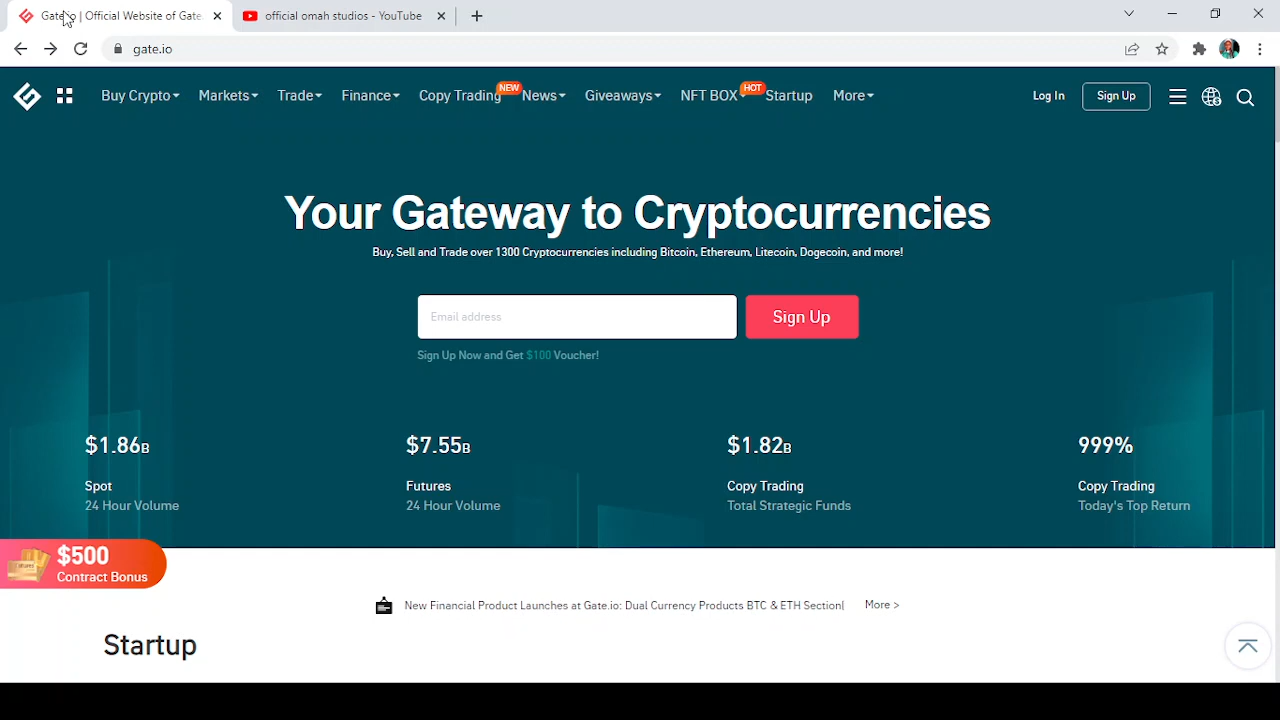 Gate.io | Official Website of Gate
official omah studios - YouTube
gate.io
Buy Crypto
Markets
Trade
Finance
Copy Trading
NEW
News
Giveaways
NFT BOX
HOT
Startup
More
Log In
Sign Up
Your Gateway to Cryptocurrencies
Buy, Sell and Trade over 1300 Cryptocurrencies including Bitcoin, Ethereum, Litecoin, Dogecoin, and more!
Email address
Sign Up
Sign Up Now and Get $100 Voucher!
$1.86B
Spot
24 Hour Volume
$7.55B
Futures
24 Hour Volume
$1.82B
Copy Trading
Total Strategic Funds
999%
Copy Trading
Today's Top Return
$500
Contract Bonus
New Financial Product Launches at Gate.io: Dual Currency Products BTC & ETH Section|
More >
Startup